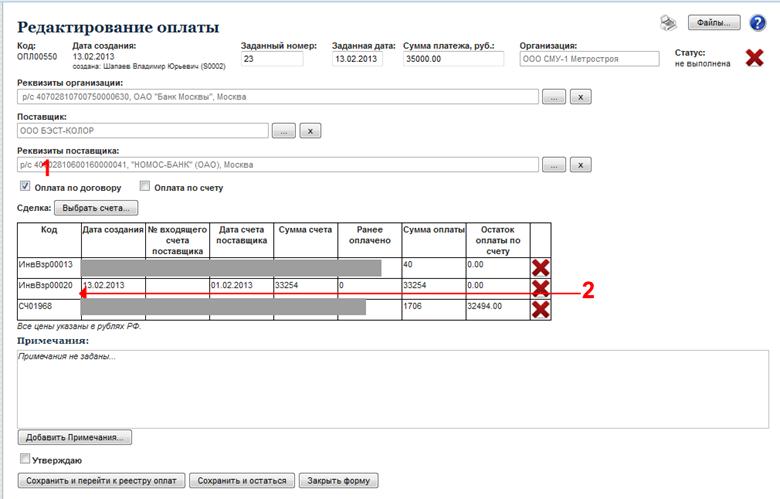 Редактирование оплаты
Файлы...
?
Код: Дата создания: Заданный номер: Заданная дата: Сумма платежа, руб.: Организация: Статус:
ОПЛ00550 13.02.2013 23 13.02.2013 35000.00 ООО СМУ-1 Метростроя не выполнена
создана: Шапаев Владимир Юрьевич (S0002)
Реквизиты организации:
р/с 40702810700750000630, ОАО "Банк Москвы", Москва ... x
Поставщик:
ООО БЭСТ-КОЛОР ... x
Реквизиты поставщика:
р/с 40702810600160000041, "НОМОС-БАНК" (ОАО), Москва ... x
1
Оплата по договору Оплата по счету
Сделка: Выбрать счета...
Код Дата создания № входящего счета поставщика Дата счета поставщика Сумма счета Ранее оплачено Сумма оплаты Остаток оплаты по счету
ИнвВзр00013 40 0.00
ИнвВзр00020 13.02.2013 01.02.2013 33254 0 33254 0.00
2
СЧ01968 1706 32494.00
Все цены указаны в рублях РФ.
Примечания:
Примечания не заданы...
Добавить Примечания...
Утверждаю
Сохранить и перейти к реестру оплат Сохранить и остаться Закрыть форму